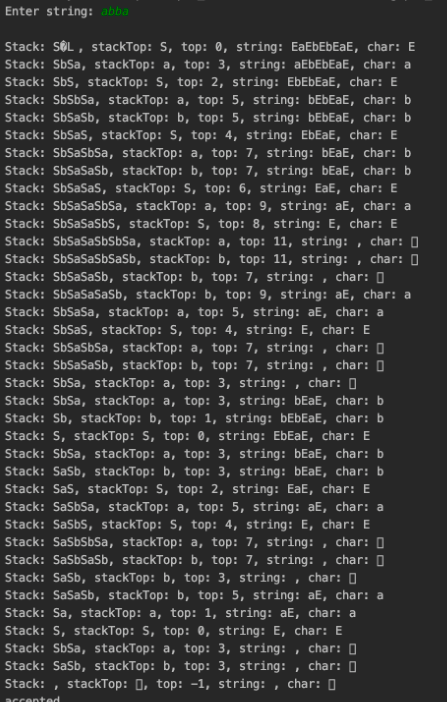 Enter string: abba
Stack: S�L , stackTop: S, top: 0, string: EaEbEbEaE, char: E
Stack: SbSa, stackTop: a, top: 3, string: aEbEbEaE, char: a
Stack: SbS, stackTop: S, top: 2, string: EbEbEaE, char: E
Stack: SbSbSa, stackTop: a, top: 5, string: bEbEaE, char: b
Stack: SbSaSb, stackTop: b, top: 5, string: bEbEaE, char: b
Stack: SbSaS, stackTop: S, top: 4, string: EbEaE, char: E
Stack: SbSaSbSa, stackTop: a, top: 7, string: bEaE, char: b
Stack: SbSaSaSb, stackTop: b, top: 7, string: bEaE, char: b
Stack: SbSaSaS, stackTop: S, top: 6, string: EaE, char: E
Stack: SbSaSaSbSa, stackTop: a, top: 9, string: aE, char: a
Stack: SbSaSaSbS, stackTop: S, top: 8, string: E, char: E
Stack: SbSaSaSbSbSa, stackTop: a, top: 11, string: , char: ▯
Stack: SbSaSaSbSaSb, stackTop: b, top: 11, string: , char: ▯
Stack: SbSaSaSb, stackTop: b, top: 7, string: , char: ▯
Stack: SbSaSaSaSb, stackTop: b, top: 9, string: aE, char: a
Stack: SbSaSa, stackTop: a, top: 5, string: aE, char: a
Stack: SbSaS, stackTop: S, top: 4, string: E, char: E
Stack: SbSaSbSa, stackTop: a, top: 7, string: , char: ▯
Stack: SbSaSaSb, stackTop: b, top: 7, string: , char: ▯
Stack: SbSa, stackTop: a, top: 3, string: , char: ▯
Stack: SbSa, stackTop: a, top: 3, string: bEaE, char: b
Stack: Sb, stackTop: b, top: 1, string: bEbEaE, char: b
Stack: S, stackTop: S, top: 0, string: EbEaE, char: E
Stack: SbSa, stackTop: a, top: 3, string: bEaE, char: b
Stack: SaSb, stackTop: b, top: 3, string: bEaE, char: b
Stack: SaS, stackTop: S, top: 2, string: EaE, char: E
Stack: SaSbSa, stackTop: a, top: 5, string: aE, char: a
Stack: SaSbS, stackTop: S, top: 4, string: E, char: E
Stack: SaSbSbSa, stackTop: a, top: 7, string: , char: ▯
Stack: SaSbSaSb, stackTop: b, top: 7, string: , char: ▯
Stack: SaSb, stackTop: b, top: 3, string: , char: ▯
Stack: SaSaSb, stackTop: b, top: 5, string: aE, char: a
Stack: Sa, stackTop: a, top: 1, string: aE, char: a
Stack: S, stackTop: S, top: 0, string: E, char: E
Stack: SbSa, stackTop: a, top: 3, string: , char: ▯
Stack: SaSb, stackTop: b, top: 3, string: , char: ▯
Stack: , stackTop: ▯, top: -1, string: , char: ▯
accepted